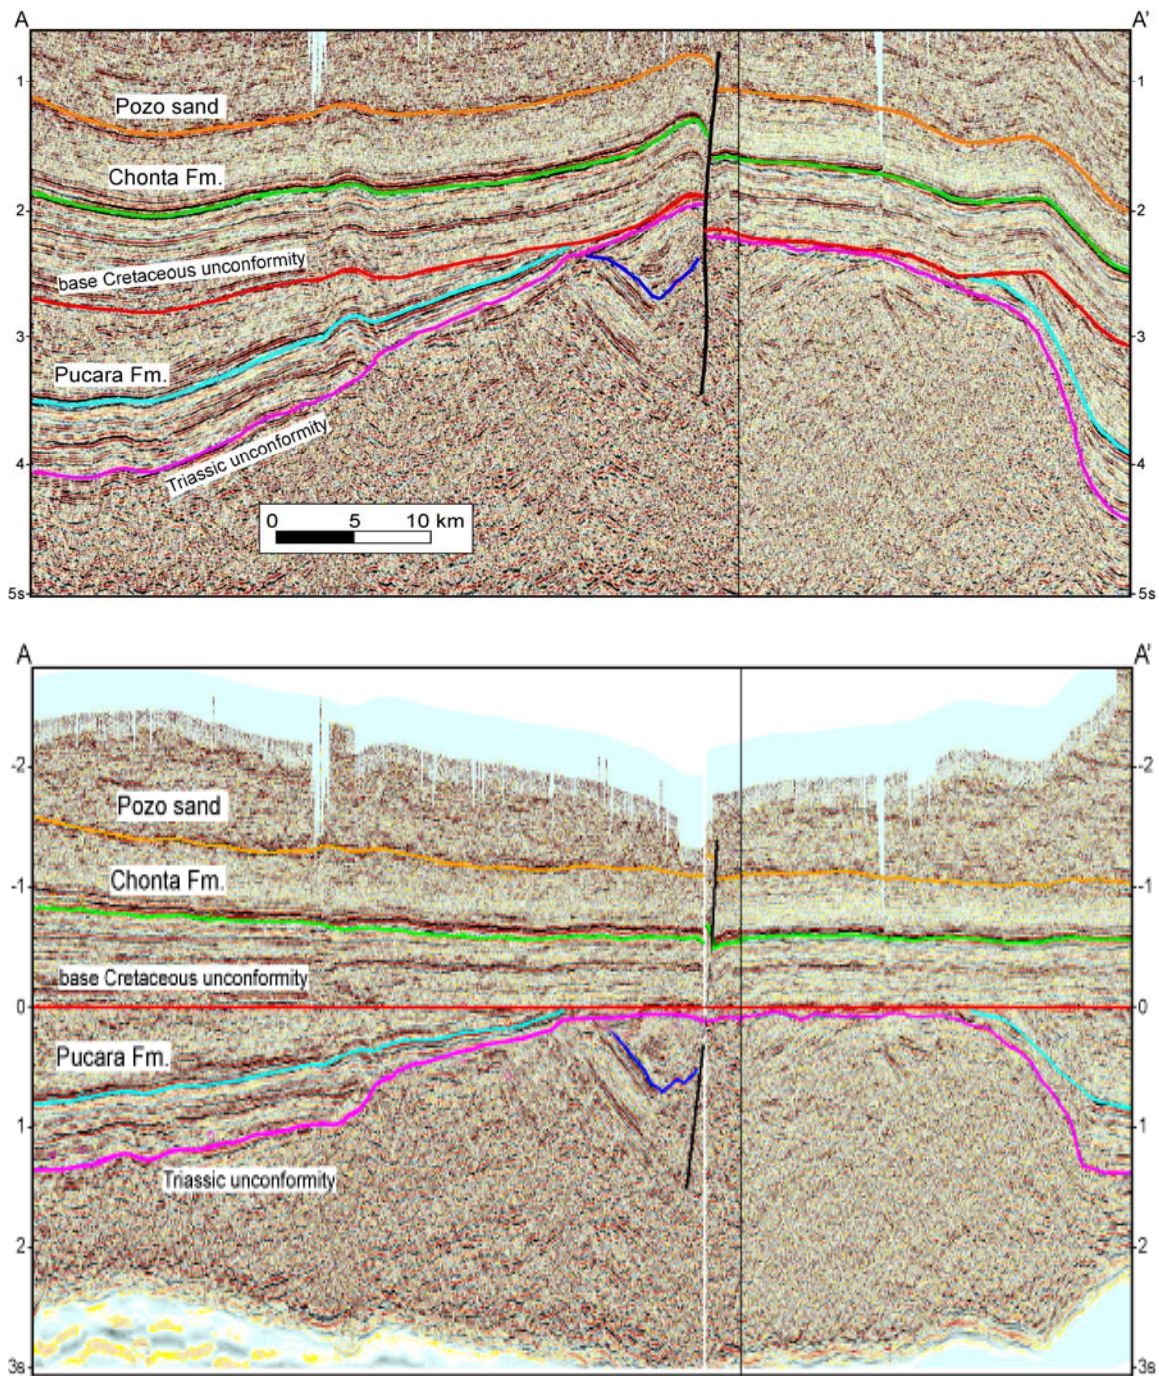 A A'
1 1
Pozo sand
Chonta Fm.
2 2
base Cretaceous unconformity
3 3
Pucara Fm.
Triassic unconformity
4 4
0 5 10 km
5s 5s
A A'
-2 -2
Pozo sand
Chonta Fm.
-1 -1
base Cretaceous unconformity
0 0
Pucara Fm.
1 1
Triassic unconformity
2 2
3s 3s